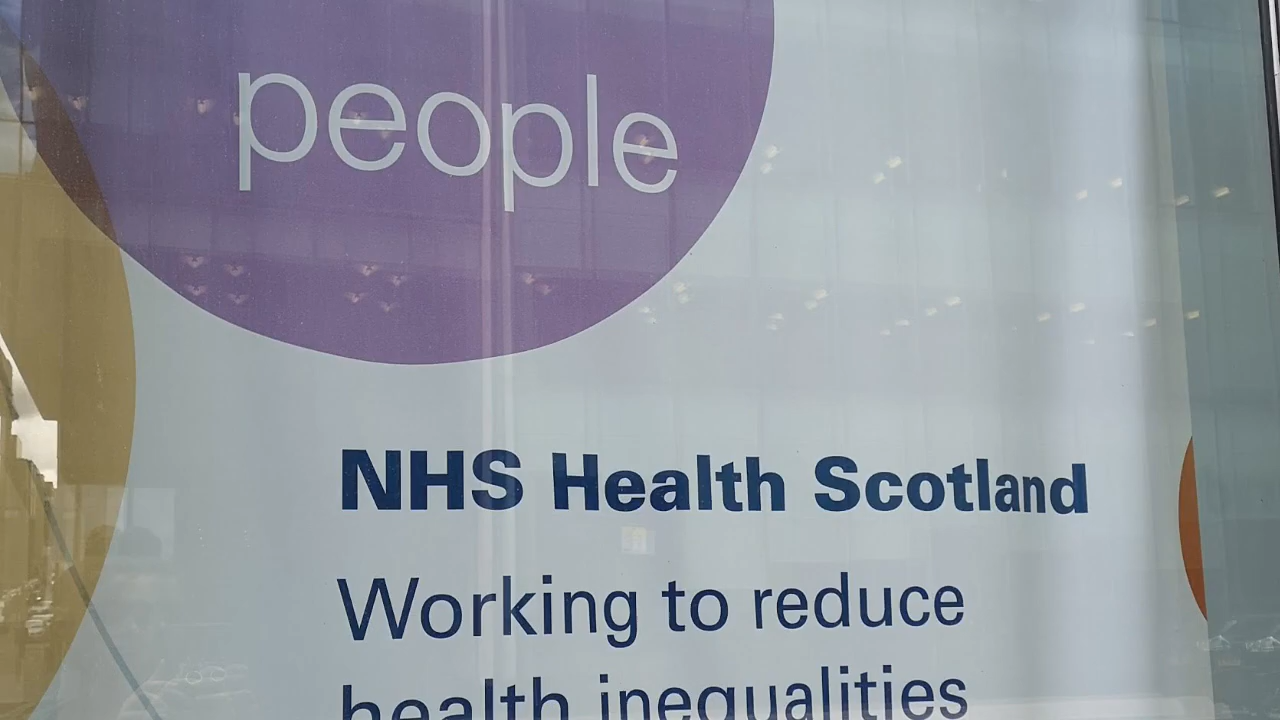 people
NHS Health Scotland
Working to reduce
health inequalities